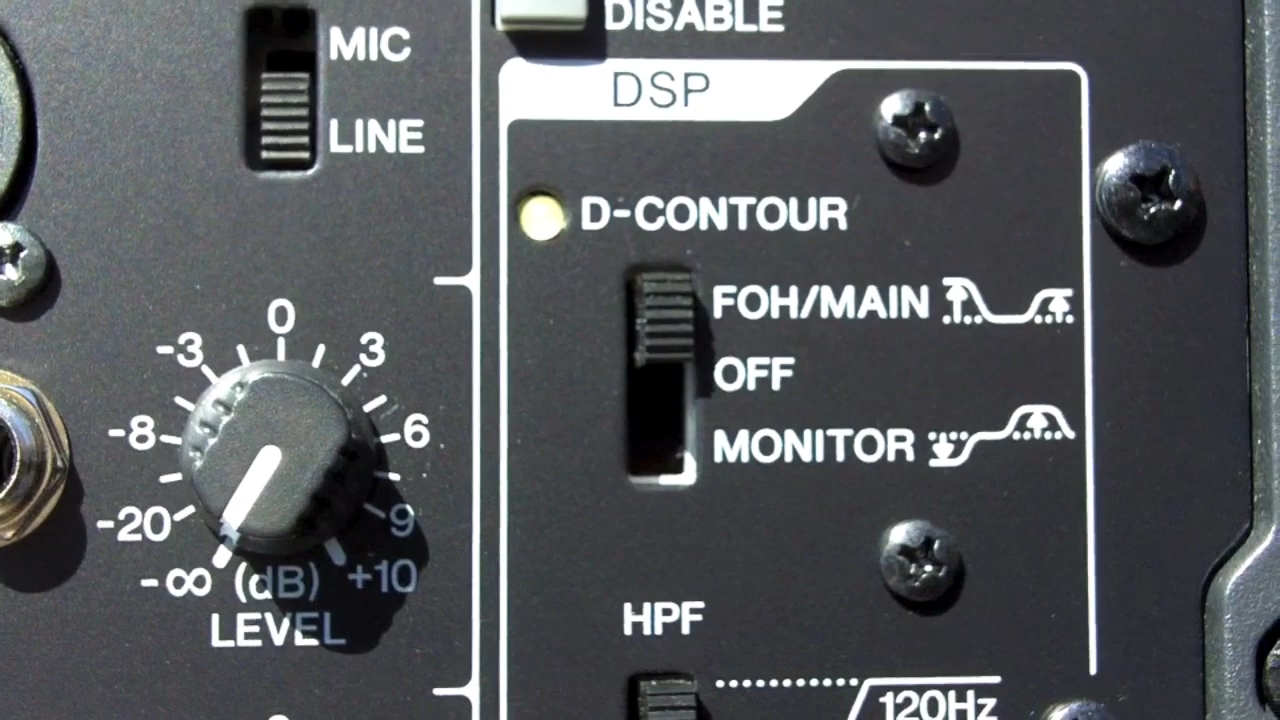 DISABLE
MIC
LINE
DSP
D-CONTOUR
FOH/MAIN
OFF
MONITOR
0
-3 3
-8 6
-20 9
-∞ (dB) +10
LEVEL
HPF
120Hz